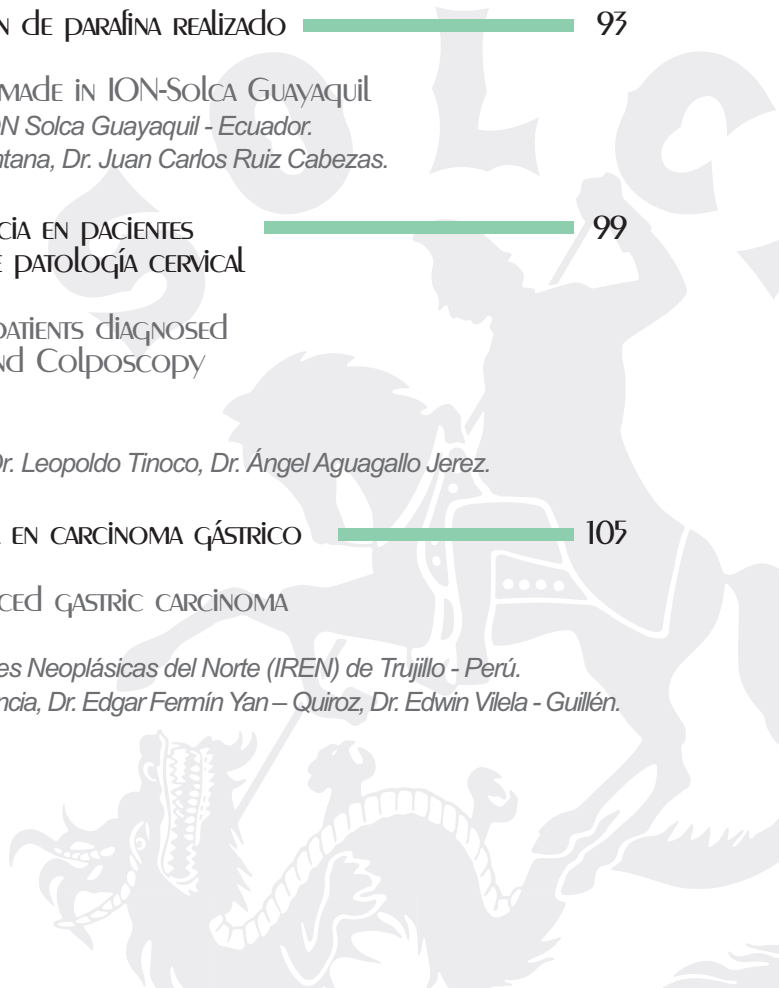 N de parafina realizado 93
made in ION-Solca Guayaquil
ON Solca Guayaquil - Ecuador.
ntana, Dr. Juan Carlos Ruiz Cabezas.
cia en pacientes 99
e patología cervical
patients diagnosed
nd Colposcopy
Dr. Leopoldo Tinoco, Dr. Ángel Aguagallo Jerez.
en carcinoma gástrico 105
ced gastric carcinoma
es Neoplásicas del Norte (IREN) de Trujillo - Perú.
ncia, Dr. Edgar Fermín Yan – Quiroz, Dr. Edwin Vilela - Guillén.
SOLC